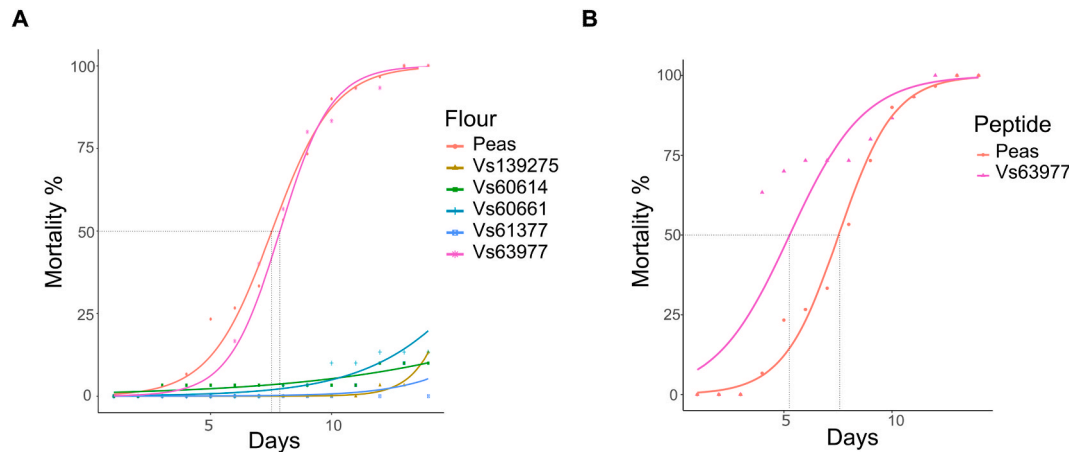 A
Mortality %
100
75
50
25
0
5
10
Days
Flour
Peas
Vs139275
Vs60614
Vs60661
Vs61377
Vs63977
B
Mortality %
100
75
50
25
0
5
10
Days
Peptide
Peas
Vs63977